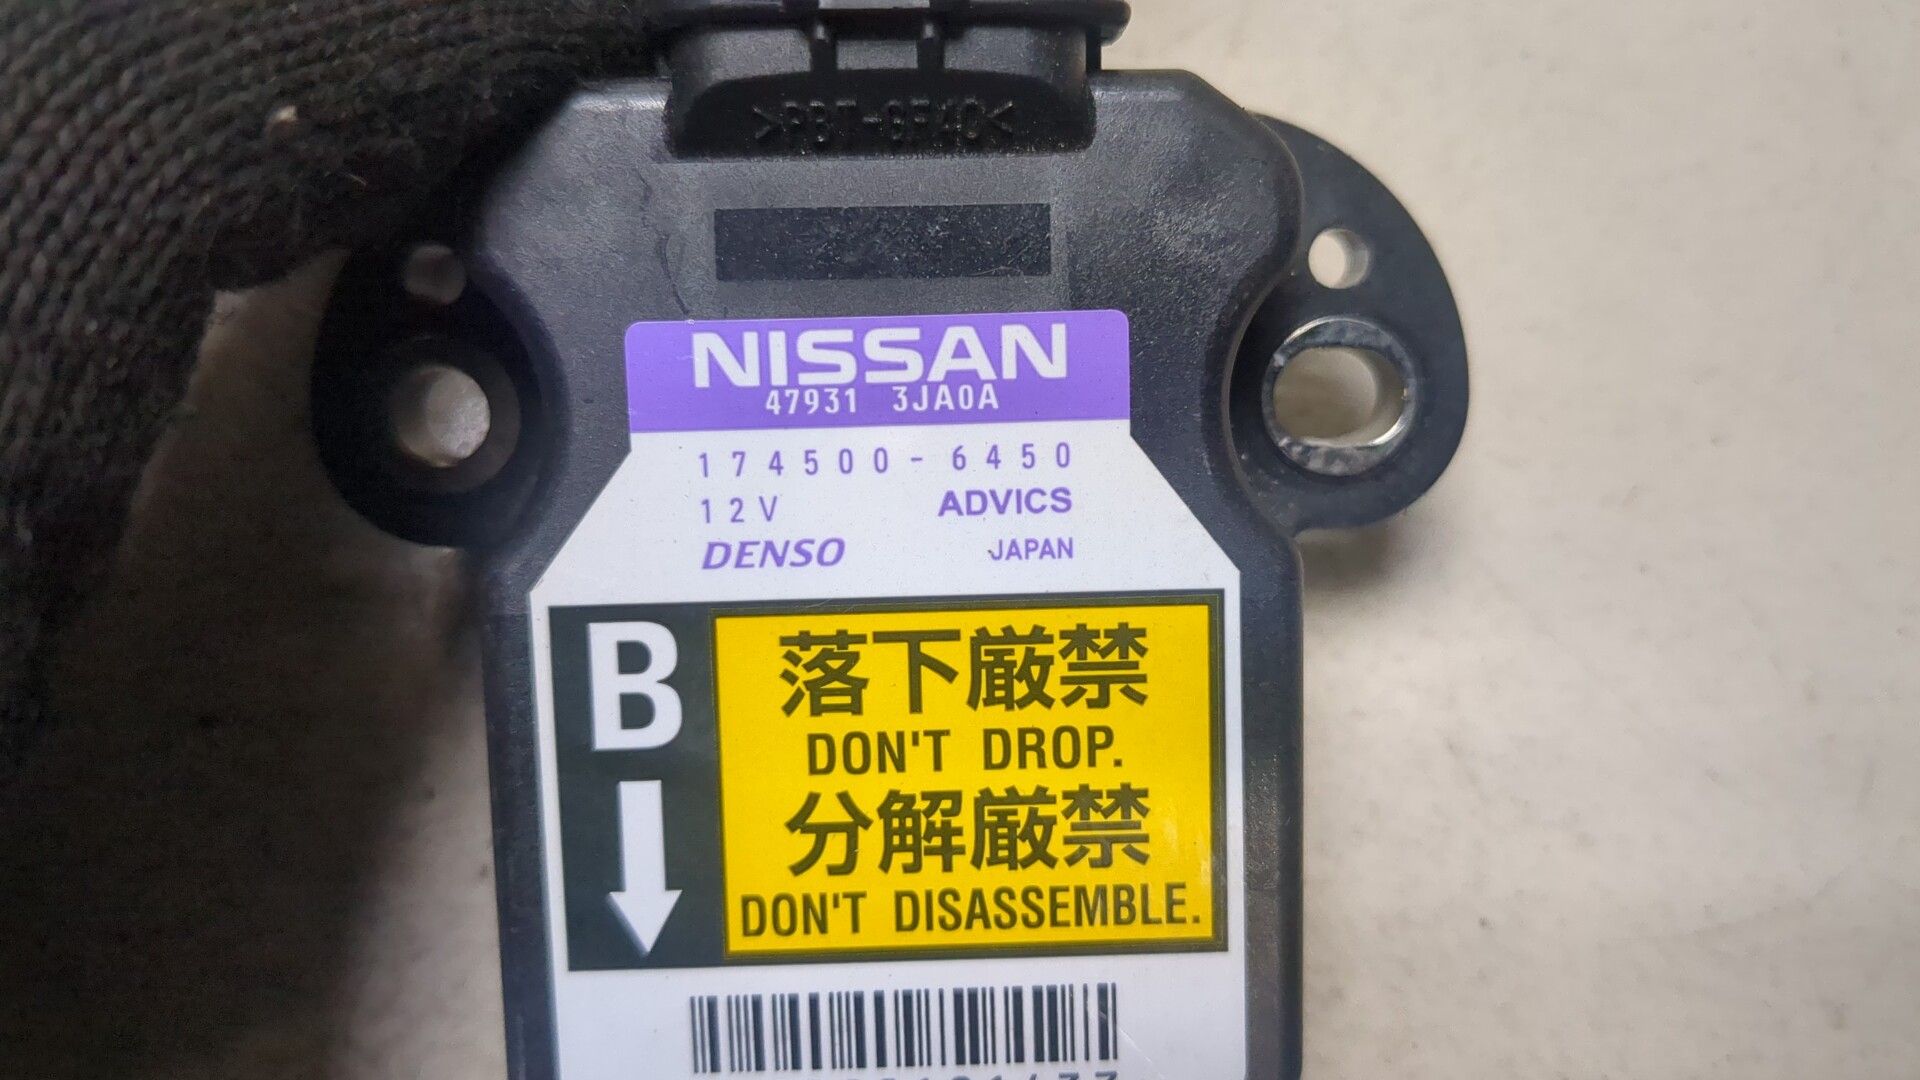 NISSAN
47931 3JA0A
174500-6450
12V ADVICS
DENSO JAPAN
B
落下厳禁
DON'T DROP.
分解厳禁
DON'T DISASSEMBLE.